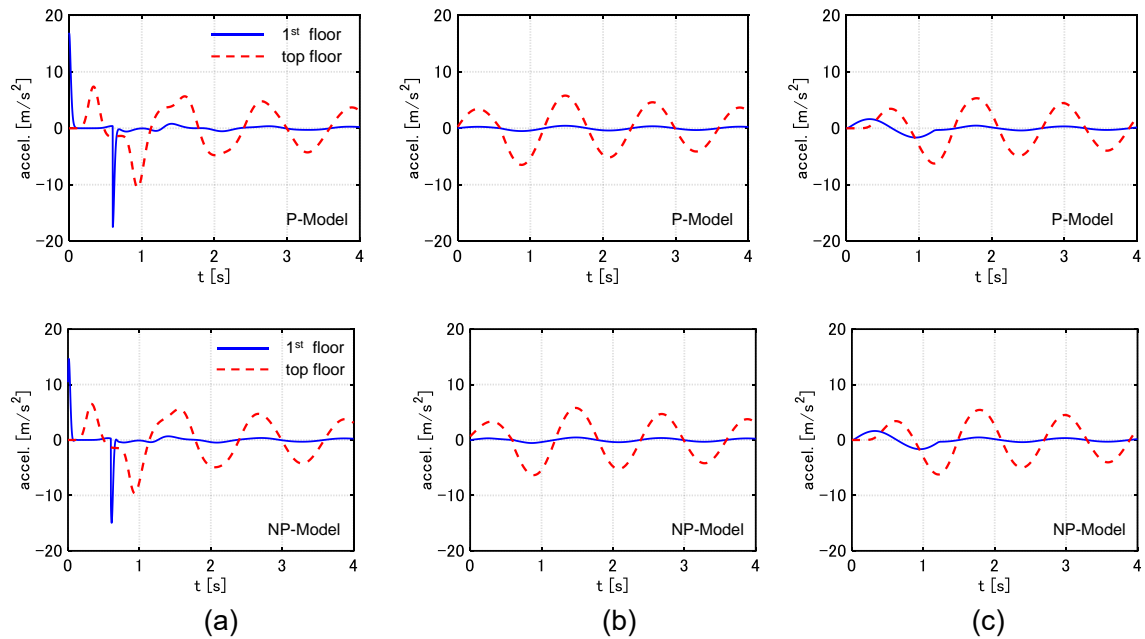 20
10
0
−10
−20
accel. [m/s²]
1ˢᵗ floor
top floor
P-Model
0 1 2 3 4
t [s]
20
10
0
−10
−20
accel. [m/s²]
P-Model
0 1 2 3 4
t [s]
20
10
0
−10
−20
accel. [m/s²]
P-Model
0 1 2 3 4
t [s]
20
10
0
−10
−20
accel. [m/s²]
1ˢᵗ floor
top floor
NP-Model
0 1 2 3 4
t [s]
20
10
0
−10
−20
accel. [m/s²]
NP-Model
0 1 2 3 4
t [s]
20
10
0
−10
−20
accel. [m/s²]
NP-Model
0 1 2 3 4
t [s]
(a) (b) (c)